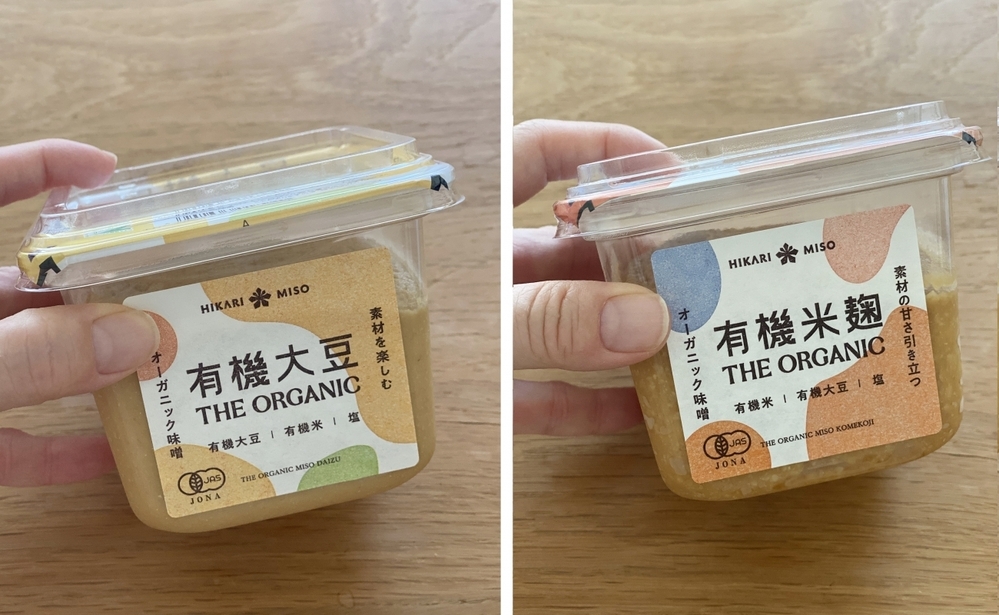 HIKARI MISO
素材を楽しむ
有機大豆
THE ORGANIC
オーガニック味噌
有機大豆 | 有機米 | 塩
JAS
JONA
THE ORGANIC MISO DAIZU
HIKARI MISO
素材の甘さ引き立つ
有機米麹
THE ORGANIC
オーガニック味噌
有機米 | 有機大豆 | 塩
JAS
JONA
THE ORGANIC MISO KOMEKOJI